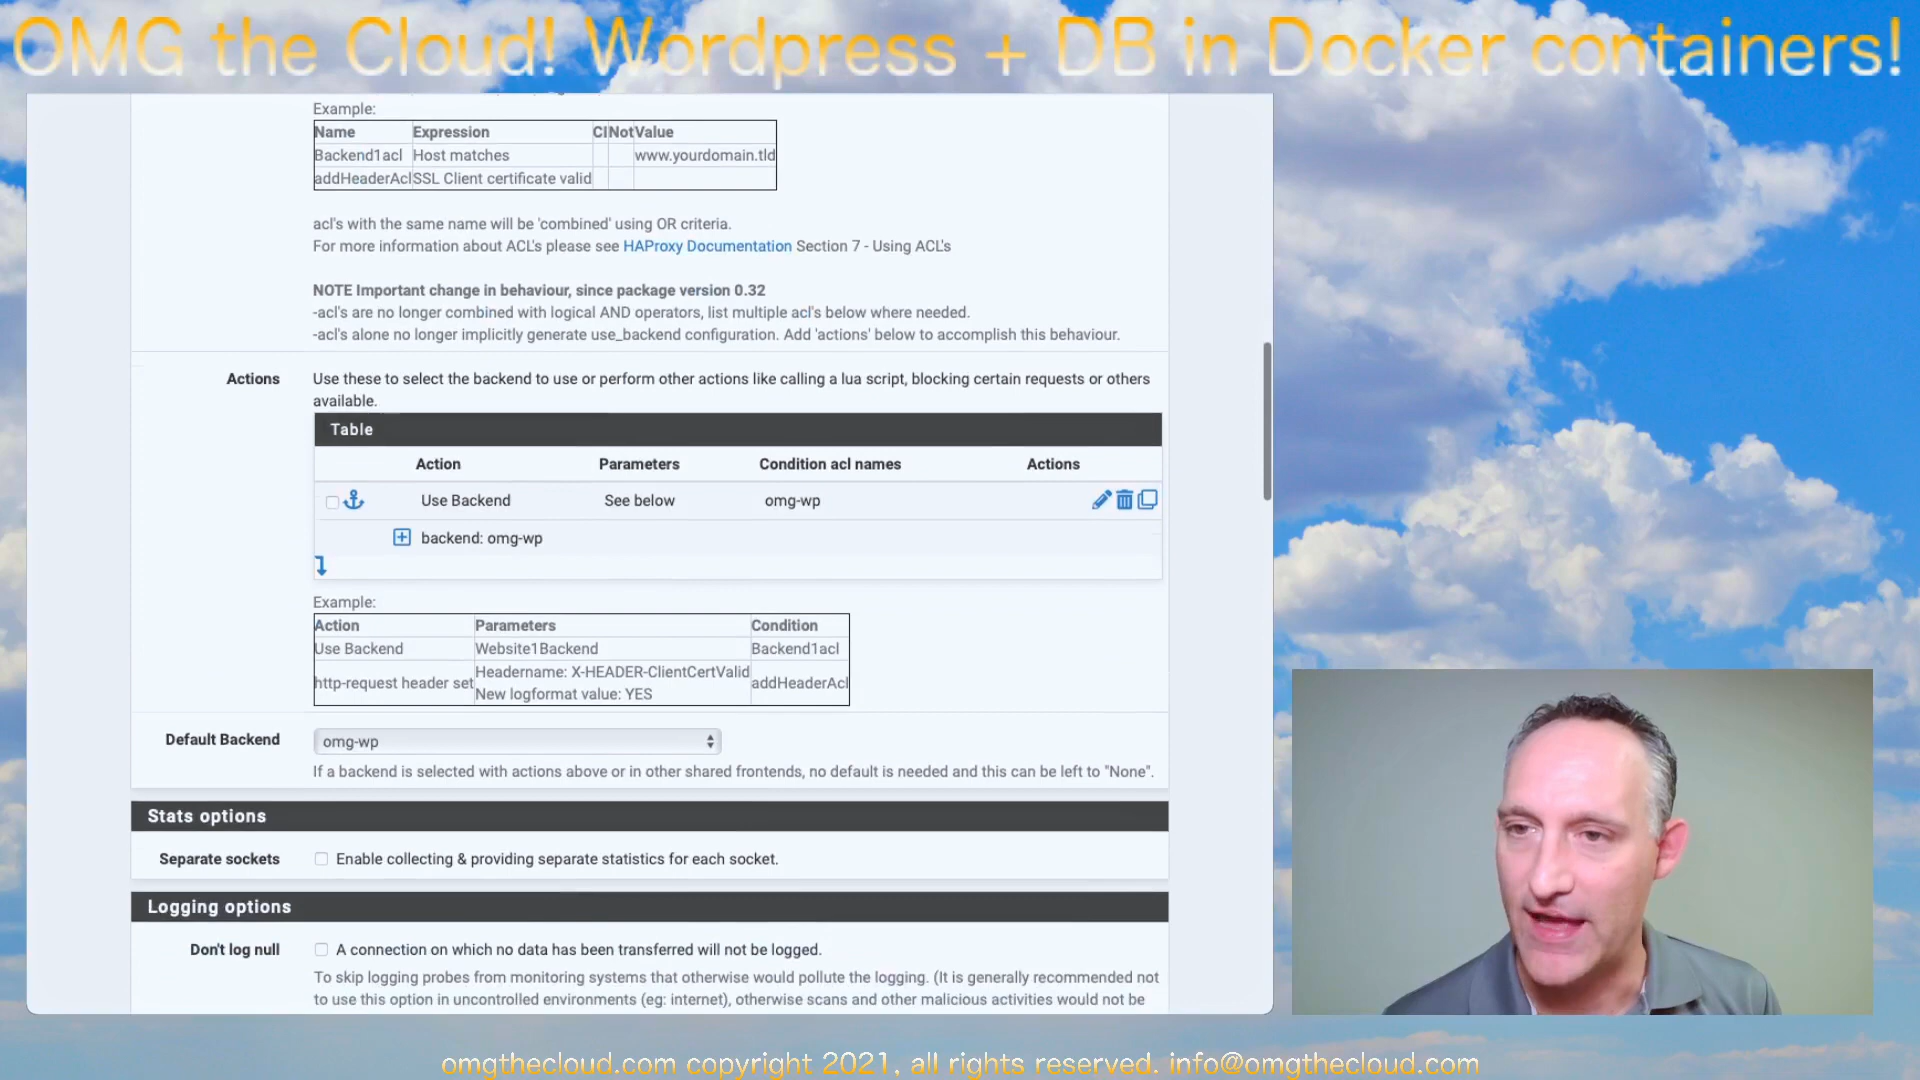 OMG the Cloud! Wordpress + DB in Docker containers!
Example:
Name Expression CI Not Value
Backend1acl Host matches www.yourdomain.tld
addHeaderAcl SSL Client certificate valid
acl's with the same name will be 'combined' using OR criteria.
For more information about ACL's please see HAProxy Documentation Section 7 - Using ACL's
NOTE Important change in behaviour, since package version 0.32
-acl's are no longer combined with logical AND operators, list multiple acl's below where needed.
-acl's alone no longer implicitly generate use_backend configuration. Add 'actions' below to accomplish this behaviour.
Actions Use these to select the backend to use or perform other actions like calling a lua script, blocking certain requests or others
available.
Table
Action Parameters Condition acl names Actions
Use Backend See below omg-wp
backend: omg-wp
Example:
Action Parameters Condition
Use Backend Website1Backend Backend1acl
http-request header set Headername: X-HEADER-ClientCertValid addHeaderAcl
New logformat value: YES
Default Backend omg-wp
If a backend is selected with actions above or in other shared frontends, no default is needed and this can be left to "None".
Stats options
Separate sockets Enable collecting & providing separate statistics for each socket.
Logging options
Don't log null A connection on which no data has been transferred will not be logged.
To skip logging probes from monitoring systems that otherwise would pollute the logging. (It is generally recommended not
to use this option in uncontrolled environments (eg: internet), otherwise scans and other malicious activities would not be
omgthecloud.com copyright 2021, all rights reserved. info@omgthecloud.com